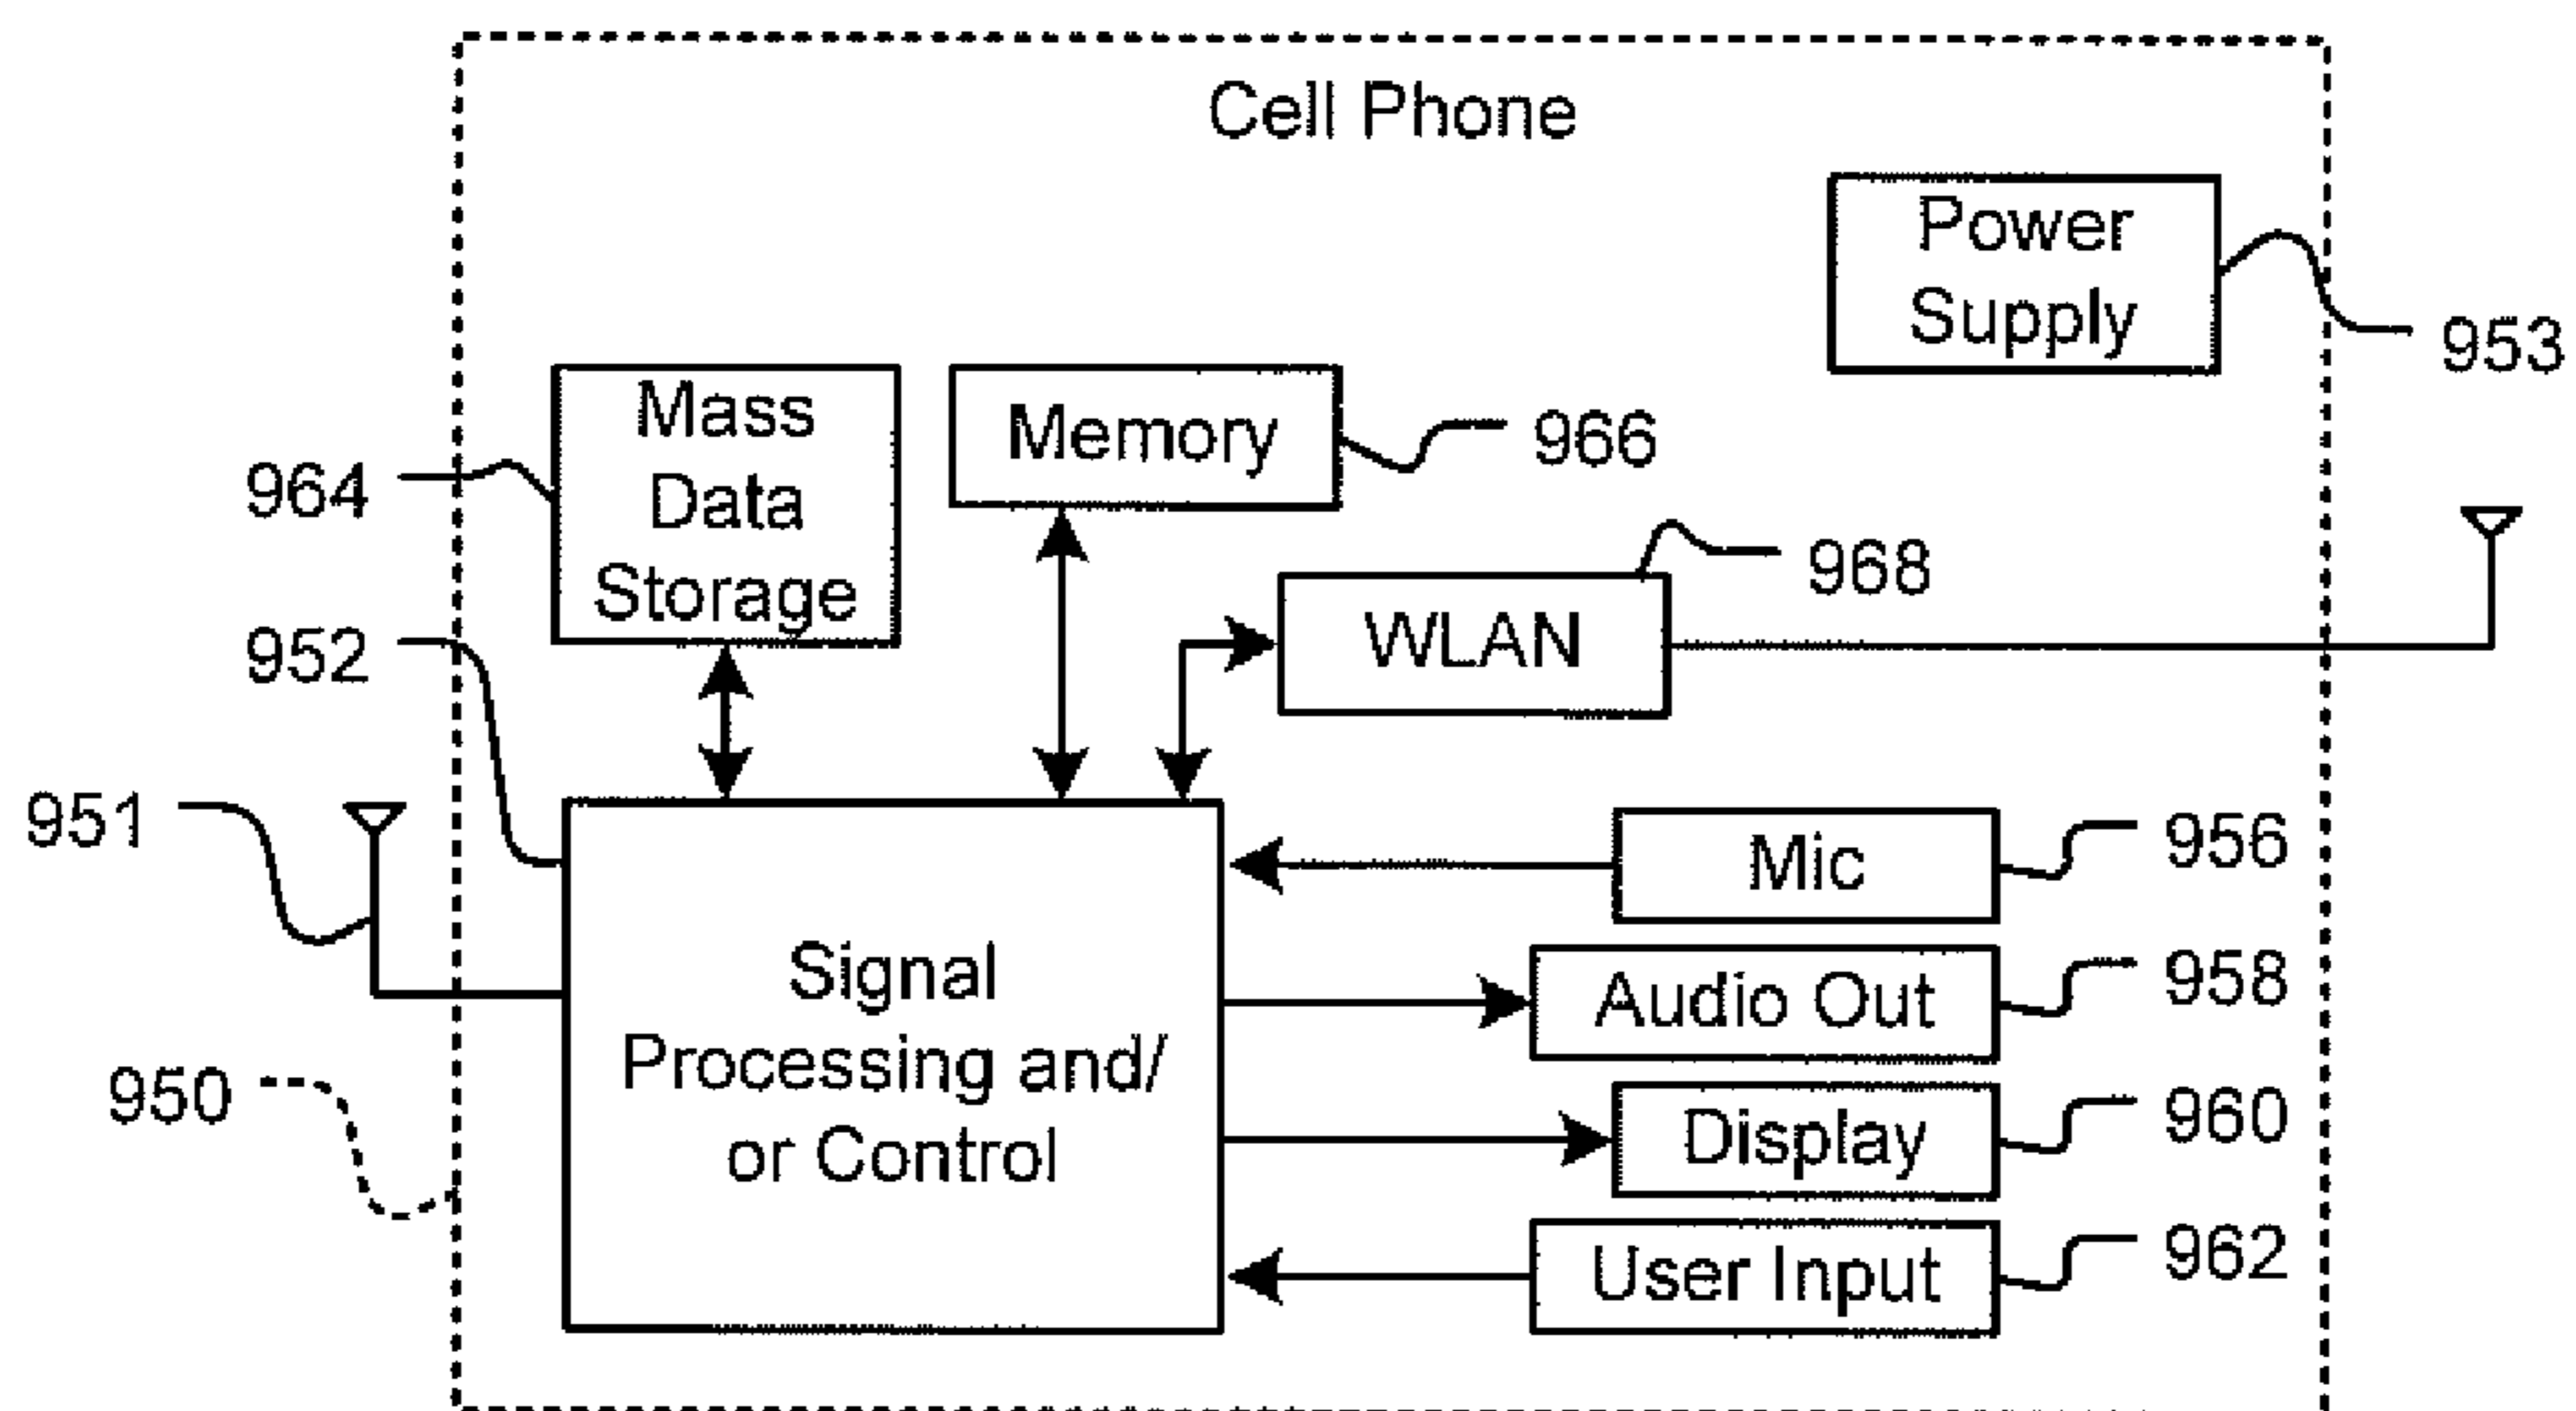 Cell Phone
Power
Supply
953
Mass
Data
Storage
964
Memory
966
WLAN
968
952
951
Signal
Processing and/
or Control
950
Mic
956
Audio Out
958
Display
960
User Input
962